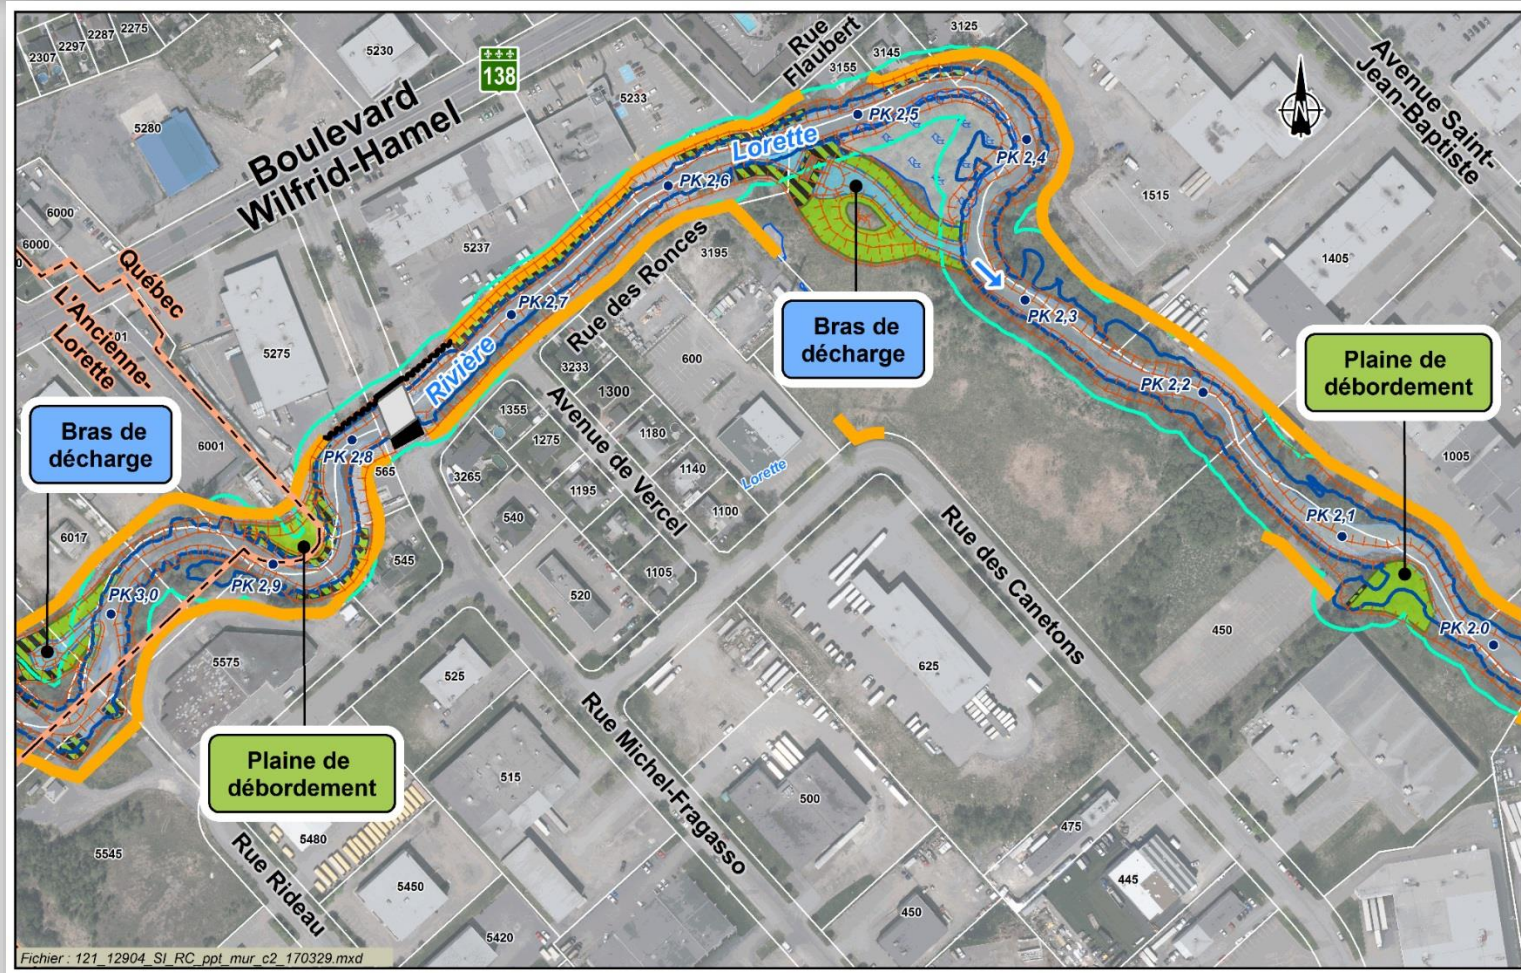 2307
2297
2287
2275
5230
138
Rue
Flaubert
3125
3145
3155
Avenue Saint-
Jean-Baptiste
5280
Boulevard
Wilfrid-Hamel
5233
PK 2,5
Lorette
N
PK 2,4
PK 2,6
1515
6000
6000
Québec
L'Ancienne-
Lorette
5237
3195
1405
PK 2,7
Rue des Ronces
Bras de
décharge
PK 2,3
5275
Rivière
600
3233
1300
PK 2,2
Plaine de
débordement
Bras de
décharge
6001
1355
1275
Avenue de Vercel
1180
1140
PK 2,8
565
3265
1195
Lorette
1100
1005
540
PK 2,1
6017
545
PK 2,9
1105
520
Rue des Canetons
PK 3,0
450
PK 2.0
5575
525
625
Plaine de
débordement
515
Rue Michel-Fragasso
500
5480
475
5545
Rue Rideau
5450
445
450
5420
Fichier : 121_12904_SI_RC_ppt_mur_c2_170329.mxd